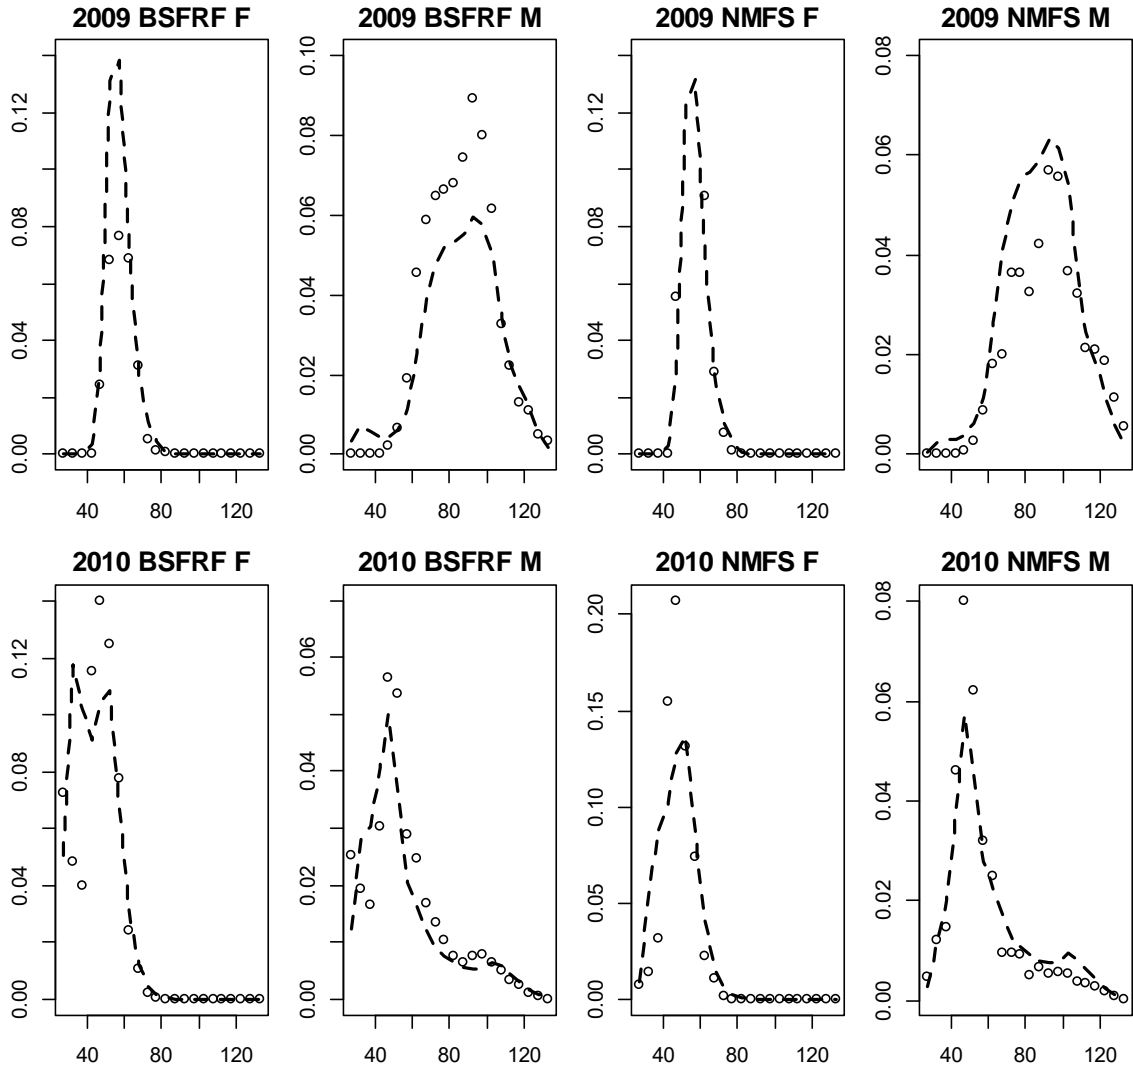 2009 BSFRF F
0.00 0.04 0.08 0.12
40 80 120
2009 BSFRF M
0.00 0.02 0.04 0.06 0.08 0.10
40 80 120
2009 NMFS F
0.00 0.04 0.08 0.12
40 80 120
2009 NMFS M
0.00 0.02 0.04 0.06 0.08
40 80 120
2010 BSFRF F
0.00 0.04 0.08 0.12
40 80 120
2010 BSFRF M
0.00 0.02 0.04 0.06
40 80 120
2010 NMFS F
0.00 0.05 0.10 0.15 0.20
40 80 120
2010 NMFS M
0.00 0.02 0.04 0.06 0.08
40 80 120